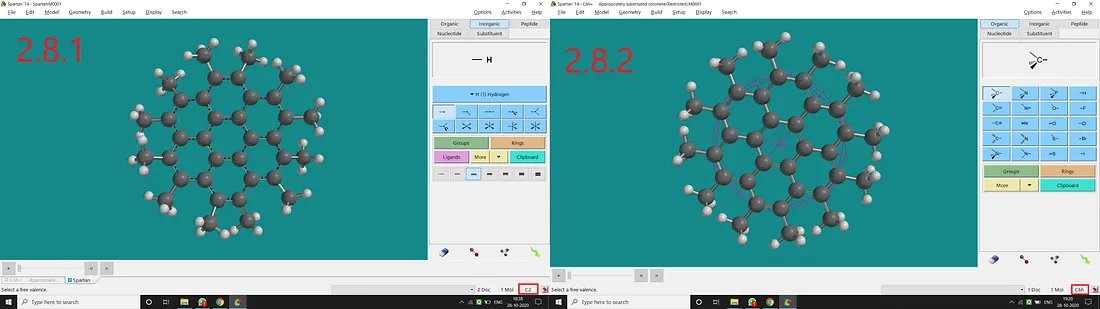 Spartan '14 - Spartan:M0001
File Edit Model Geometry Build Setup Display Search Options Activities Help
2.8.1
Organic Inorganic Peptide
Nucleotide Substituent
H
H (1) Hydrogen
Groups Rings
Ligands More Clipboard
Spartan
Select a free valence. 2 Doc 1 Mol C2
Type here to search ENG 18:38
28-10-2020
Spartan '14 - C6h= Appropriately substituted coronene(Restricted):M0001
File Edit Model Geometry Build Setup Display Search Options Activities Help
2.8.2
Organic Inorganic Peptide
Nucleotide Substituent
C
Groups Rings
More Clipboard
Select a free valence. 1 Doc 1 Mol C6h
Type here to search ENG 19:20
28-10-2020